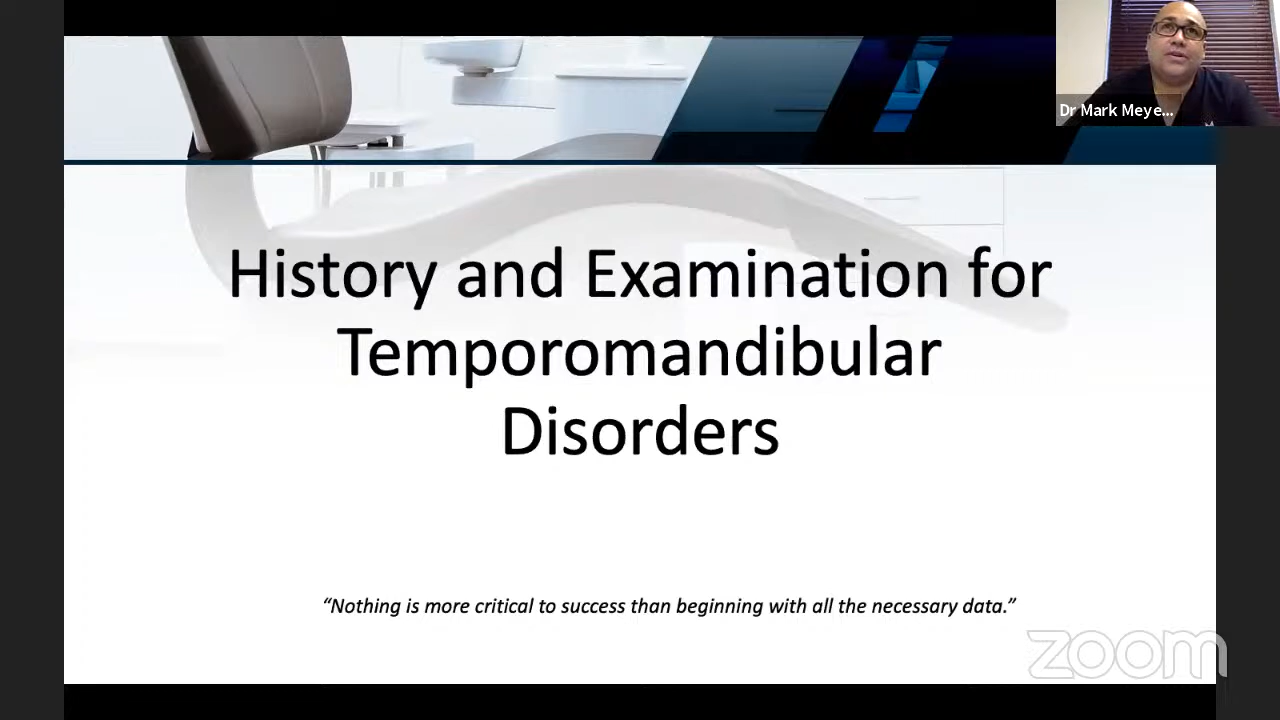 Dr Mark Meye...
History and Examination for
Temporomandibular
Disorders
“Nothing is more critical to success than beginning with all the necessary data.”
zoom